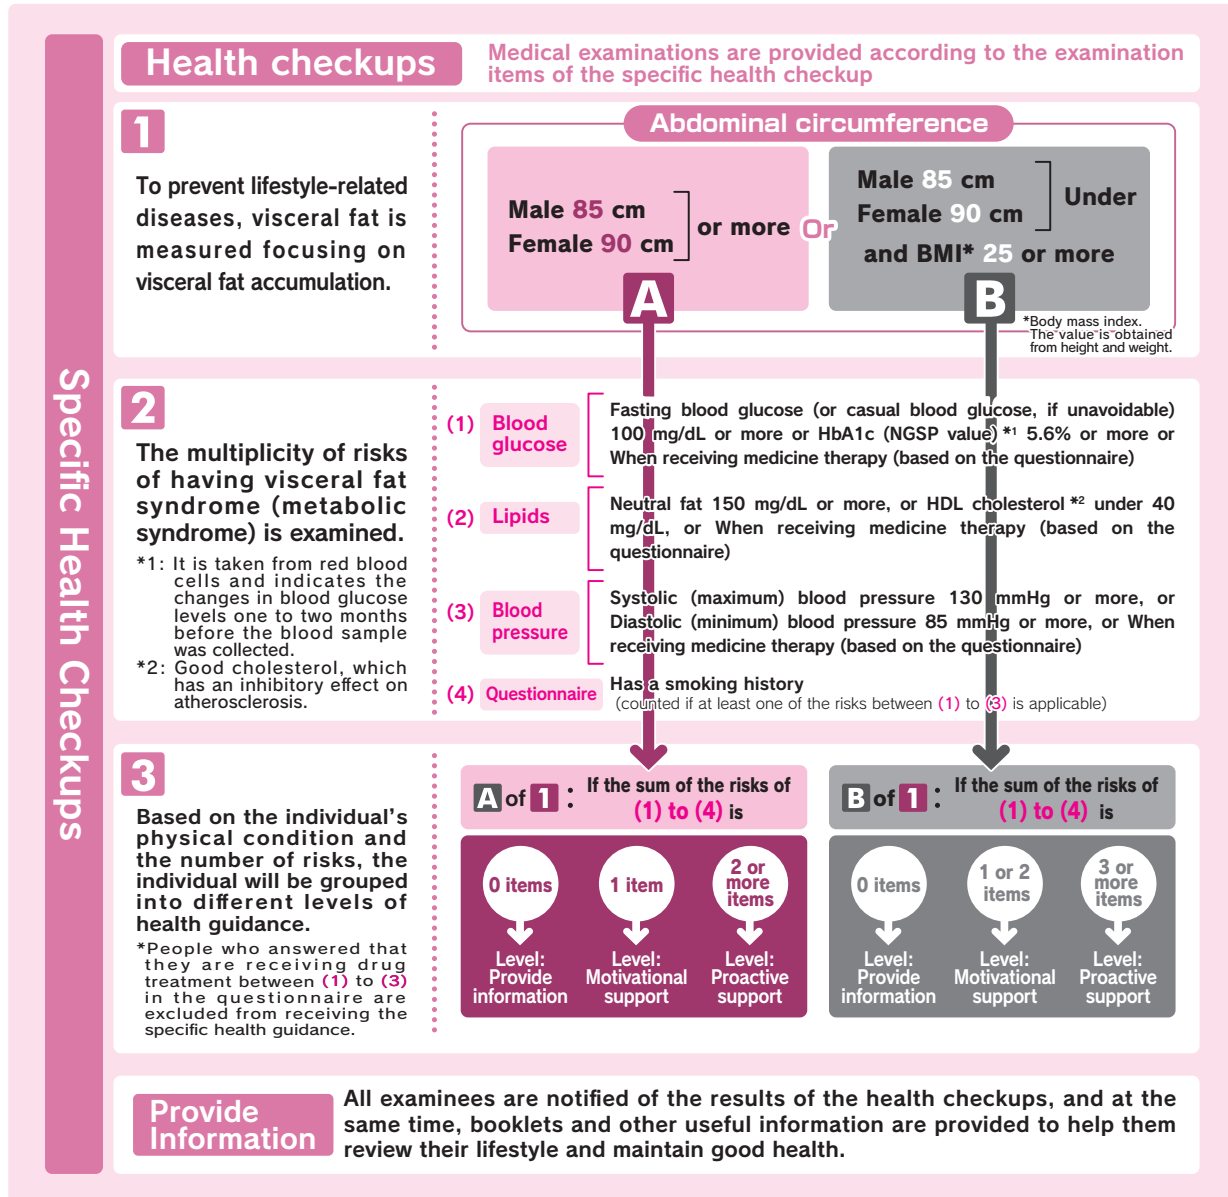 Specific Health Checkups
Health checkups
Medical examinations are provided according to the examination
items of the specific health checkup
1
To prevent lifestyle-related
diseases, visceral fat is
measured focusing on
visceral fat accumulation.
Abdominal circumference
Male 85 cm
Female 90 cm
or more
A
Or
Male 85 cm
Female 90 cm
Under
and BMI* 25 or more
B
*Body mass index.
The value is obtained
from height and weight.
2
The multiplicity of risks
of having visceral fat
syndrome (metabolic
syndrome) is examined.
*1: It is taken from red blood
cells and indicates the
changes in blood glucose
levels one to two months
before the blood sample
was collected.
*2: Good cholesterol, which
has an inhibitory effect on
atherosclerosis.
(1) Blood
glucose
Fasting blood glucose (or casual blood glucose, if unavoidable)
100 mg/dL or more or HbA1c (NGSP value) *1 5.6% or more or
When receiving medicine therapy (based on the questionnaire)
(2) Lipids
Neutral fat 150 mg/dL or more, or HDL cholesterol *2 under 40
mg/dL, or When receiving medicine therapy (based on the
questionnaire)
(3) Blood
pressure
Systolic (maximum) blood pressure 130 mmHg or more, or
Diastolic (minimum) blood pressure 85 mmHg or more, or When
receiving medicine therapy (based on the questionnaire)
(4) Questionnaire
Has a smoking history
(counted if at least one of the risks between (1) to (3) is applicable)
3
Based on the individual's
physical condition and
the number of risks, the
individual will be grouped
into different levels of
health guidance.
*People who answered that
they are receiving drug
treatment between (1) to (3)
in the questionnaire are
excluded from receiving the
specific health guidance.
A of 1 : If the sum of the risks of
(1) to (4) is
0 items
Level:
Provide
information
1 item
Level:
Motivational
support
2 or
more
items
Level:
Proactive
support
B of 1 : If the sum of the risks of
(1) to (4) is
0 items
Level:
Provide
information
1 or 2
items
Level:
Motivational
support
3 or
more
items
Level:
Proactive
support
Provide
Information
All examinees are notified of the results of the health checkups, and at the
same time, booklets and other useful information are provided to help them
review their lifestyle and maintain good health.